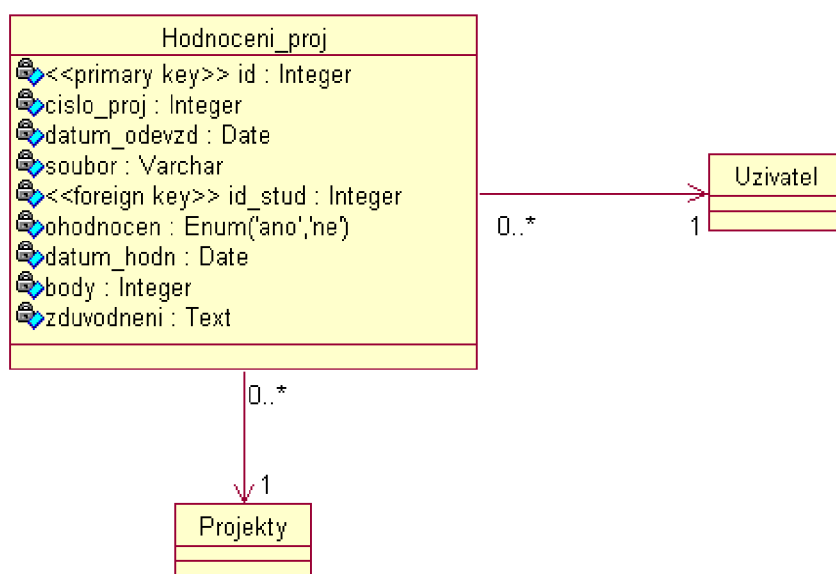 Hodnoceni_proj
<<primary key>> id : Integer
cislo_proj : Integer
datum_odevzd : Date
soubor : Varchar
<<foreign key>> id_stud : Integer
ohodnocen : Enum('ano','ne')
datum_hodn : Date
body : Integer
zduvodneni : Text
Uzivatel
0..*
1
0..*
1
Projekty